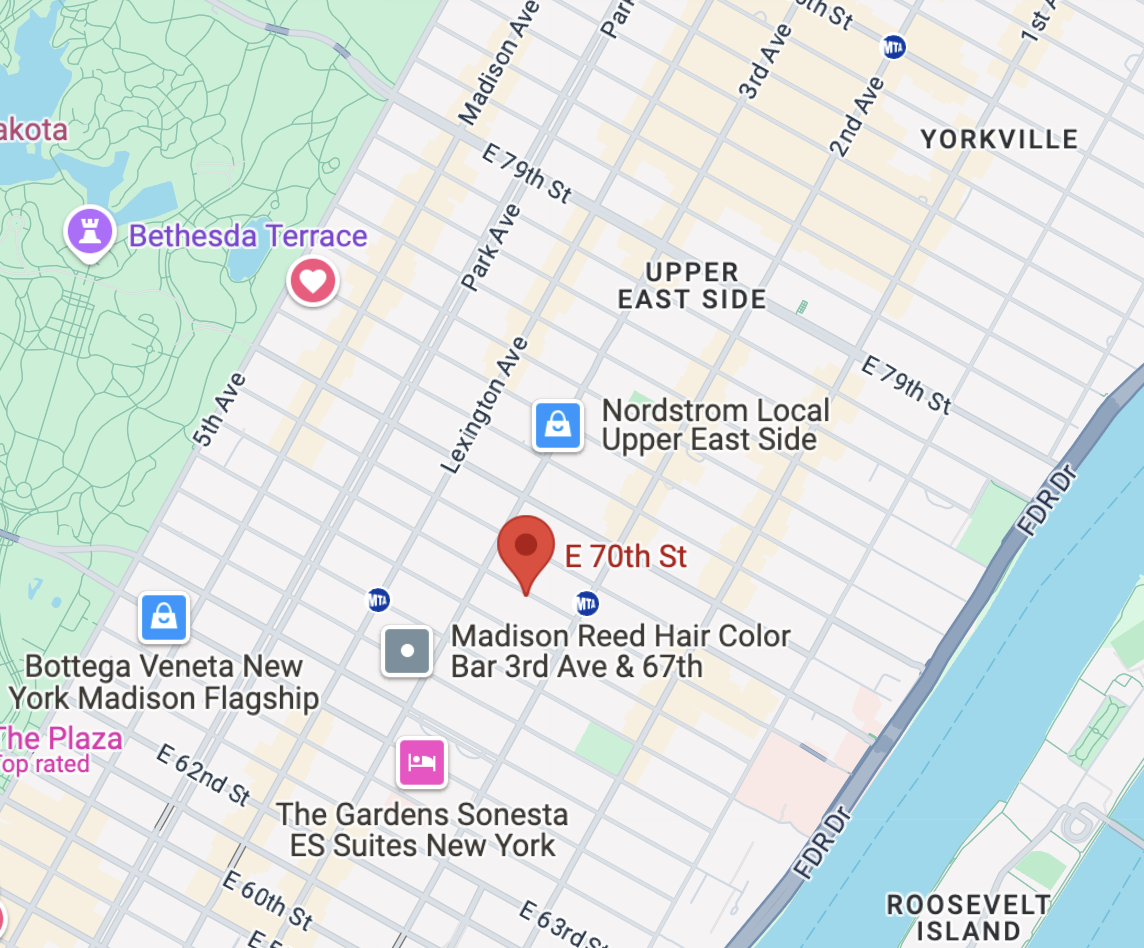 5th St
MTA
Madison Ave
Park
3rd Ave
1st A
2nd Ave
YORKVILLE
akota
E 79th St
Bethesda Terrace
Park Ave
UPPER
EAST SIDE
E 79th St
5th Ave
Lexington Ave
Nordstrom Local
Upper East Side
FDR Dr
E 70th St
MTA
MTA
Madison Reed Hair Color
Bar 3rd Ave & 67th
Bottega Veneta New
York Madison Flagship
The Plaza
op rated
E 62nd St
The Gardens Sonesta
ES Suites New York
FDR Dr
E 60th St
E 63rd St
ROOSEVELT
ISLAND